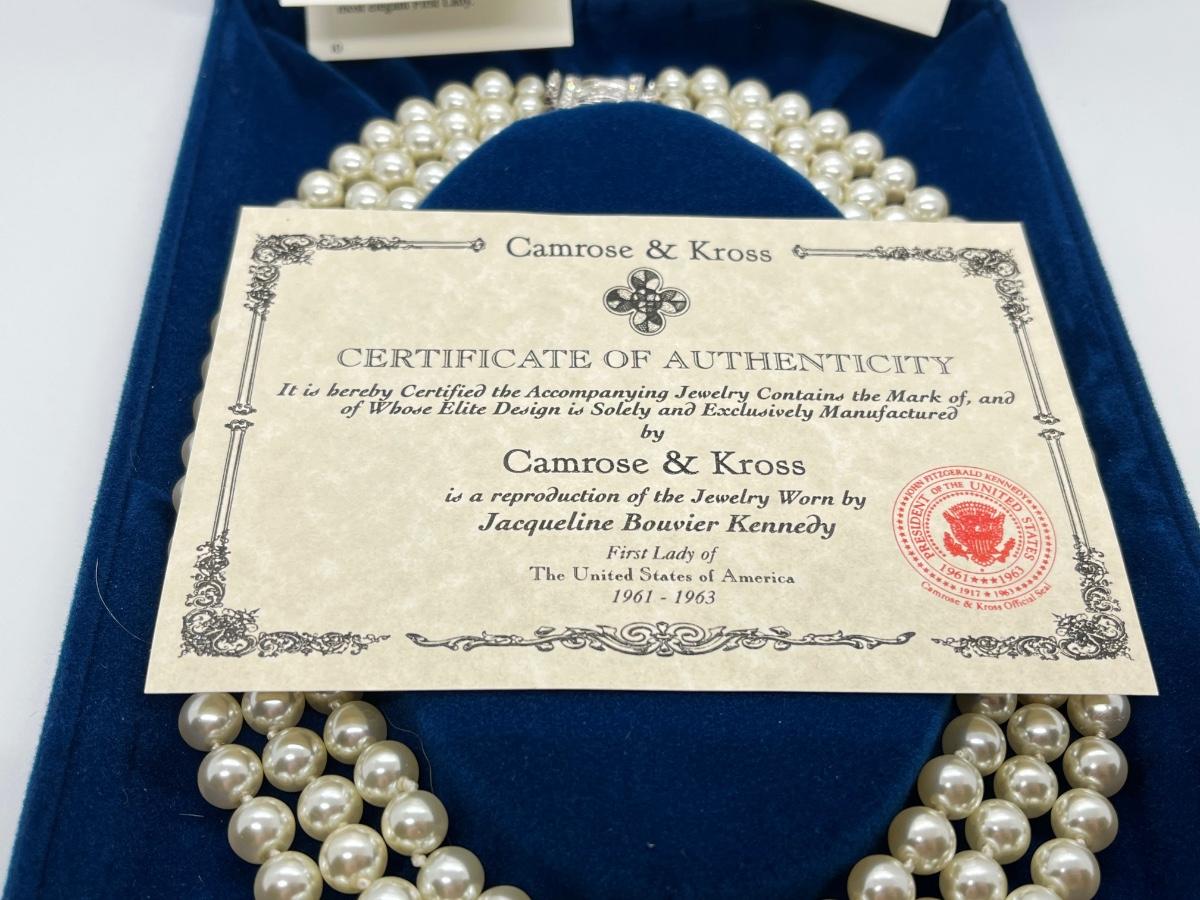 most Elegant First Lady.
Camrose & Kross
CERTIFICATE OF AUTHENTICITY
It is hereby Certified the Accompanying Jewelry Contains the Mark of, and
of Whose Elite Design is Solely and Exclusively Manufactured
by
Camrose & Kross
is a reproduction of the Jewelry Worn by
Jacqueline Bouvier Kennedy
First Lady of
The United States of America
1961 - 1963
JOHN FITZGERALD KENNEDY
PRESIDENT OF THE UNITED STATES
1961★★★1963
1917 ★ 1963
Camrose & Kross Official Seal